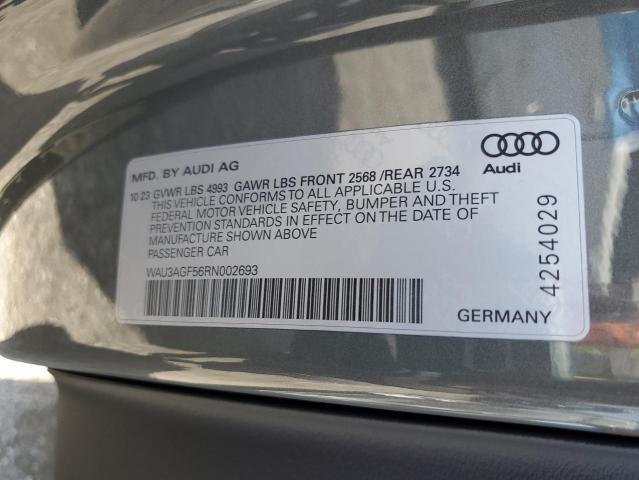 MFD. BY AUDI AG
10 23 GVWR LBS 4993 GAWR LBS FRONT 2568 /REAR 2734
THIS VEHICLE CONFORMS TO ALL APPLICABLE U.S.
FEDERAL MOTOR VEHICLE SAFETY, BUMPER AND THEFT
PREVENTION STANDARDS IN EFFECT ON THE DATE OF
MANUFACTURE SHOWN ABOVE
PASSENGER CAR
WAU3AGF56RN002693
Audi
4254029
GERMANY